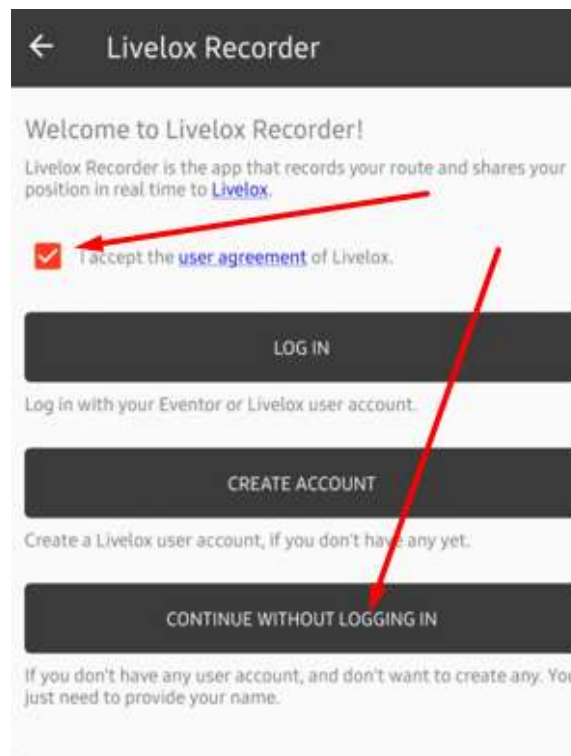 Livelox Recorder
Welcome to Livelox Recorder!
Livelox Recorder is the app that records your route and shares your
position in real time to Livelox.
I accept the user agreement of Livelox.
LOG IN
Log in with your Eventor or Livelox user account.
CREATE ACCOUNT
Create a Livelox user account, if you don't have any yet.
CONTINUE WITHOUT LOGGING IN
If you don't have any user account, and don't want to create any. You
just need to provide your name.